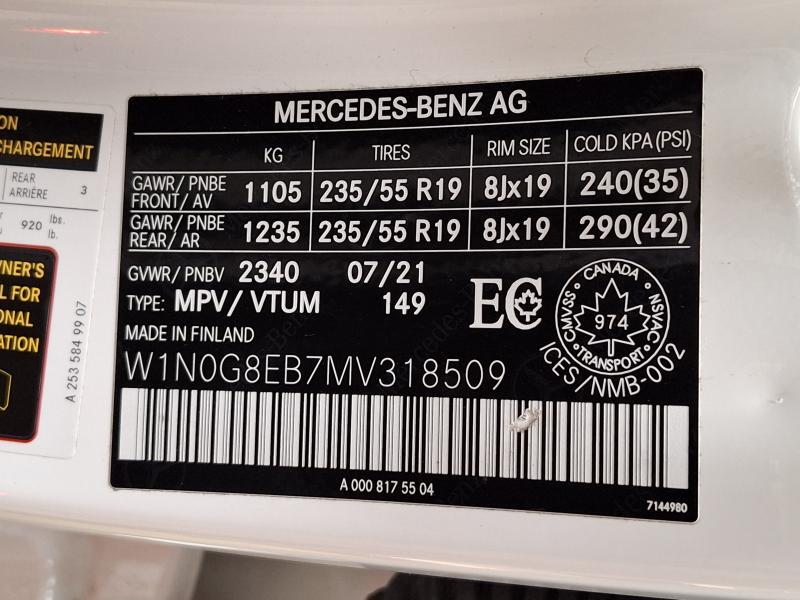 MERCEDES-BENZ AG
KG TIRES RIM SIZE COLD KPA(PSI)
GAWR/ PNBE FRONT/ AV 1105 235/55 R19 8Jx19 240(35)
GAWR/ PNBE REAR/ AR 1235 235/55 R19 8Jx19 290(42)
GVWR/ PNBV 2340 07/21
TYPE: MPV/ VTUM 149
EC
CANADA
CMVSS NSVAC
974
TRANSPORT
ICES/NMB-002
MADE IN FINLAND
W1N0G8EB7MV318509
A 000 817 55 04
7144980
ON
CHARGEMENT
REAR
ARRIÈRE 3
920 lbs.
lb.
WNER'S
L FOR
ONAL
ATION
A 253 584 99 07